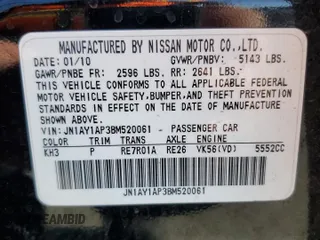 MANUFACTURED BY NISSAN MOTOR CO.,LTD.
DATE: GVWR/PNBV: 5143 LBS.
01/10
GAWR/PNBE FR: 2596 LBS. RR: 2641 LBS.
THIS VEHICLE CONFORMS TO ALL APPLICABLE
FEDERAL MOTOR VEHICLE
SAFETY,BUMPER,AND THEFT PREVENTION
STANDARDS IN EFFECT ON THE DATE OF MANUFACTURE
SHOWN ABOVE.
VIN: JN1AY1AP3BM520061 - PASSENGER CAR
COLOR TRIM TRANS AXLE ENGINE
KH3 P RE7R01A RE26 VK56(VD) 5552CC
JN1AY1AP3BM520061